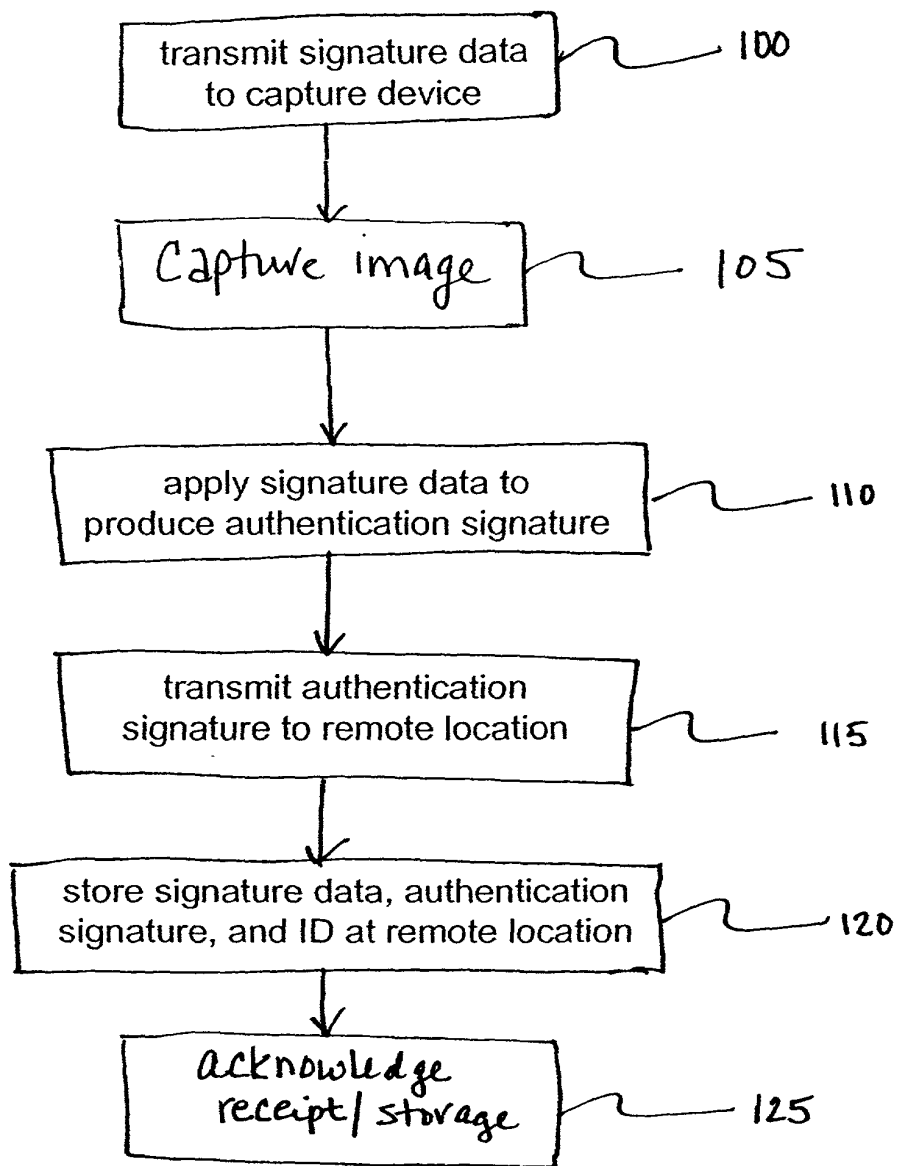 transmit signature data
to capture device
100
Capture image
105
apply signature data to
produce authentication signature
110
transmit authentication
signature to remote location
115
store signature data, authentication
signature, and ID at remote location
120
acknowledge
receipt/storage
125